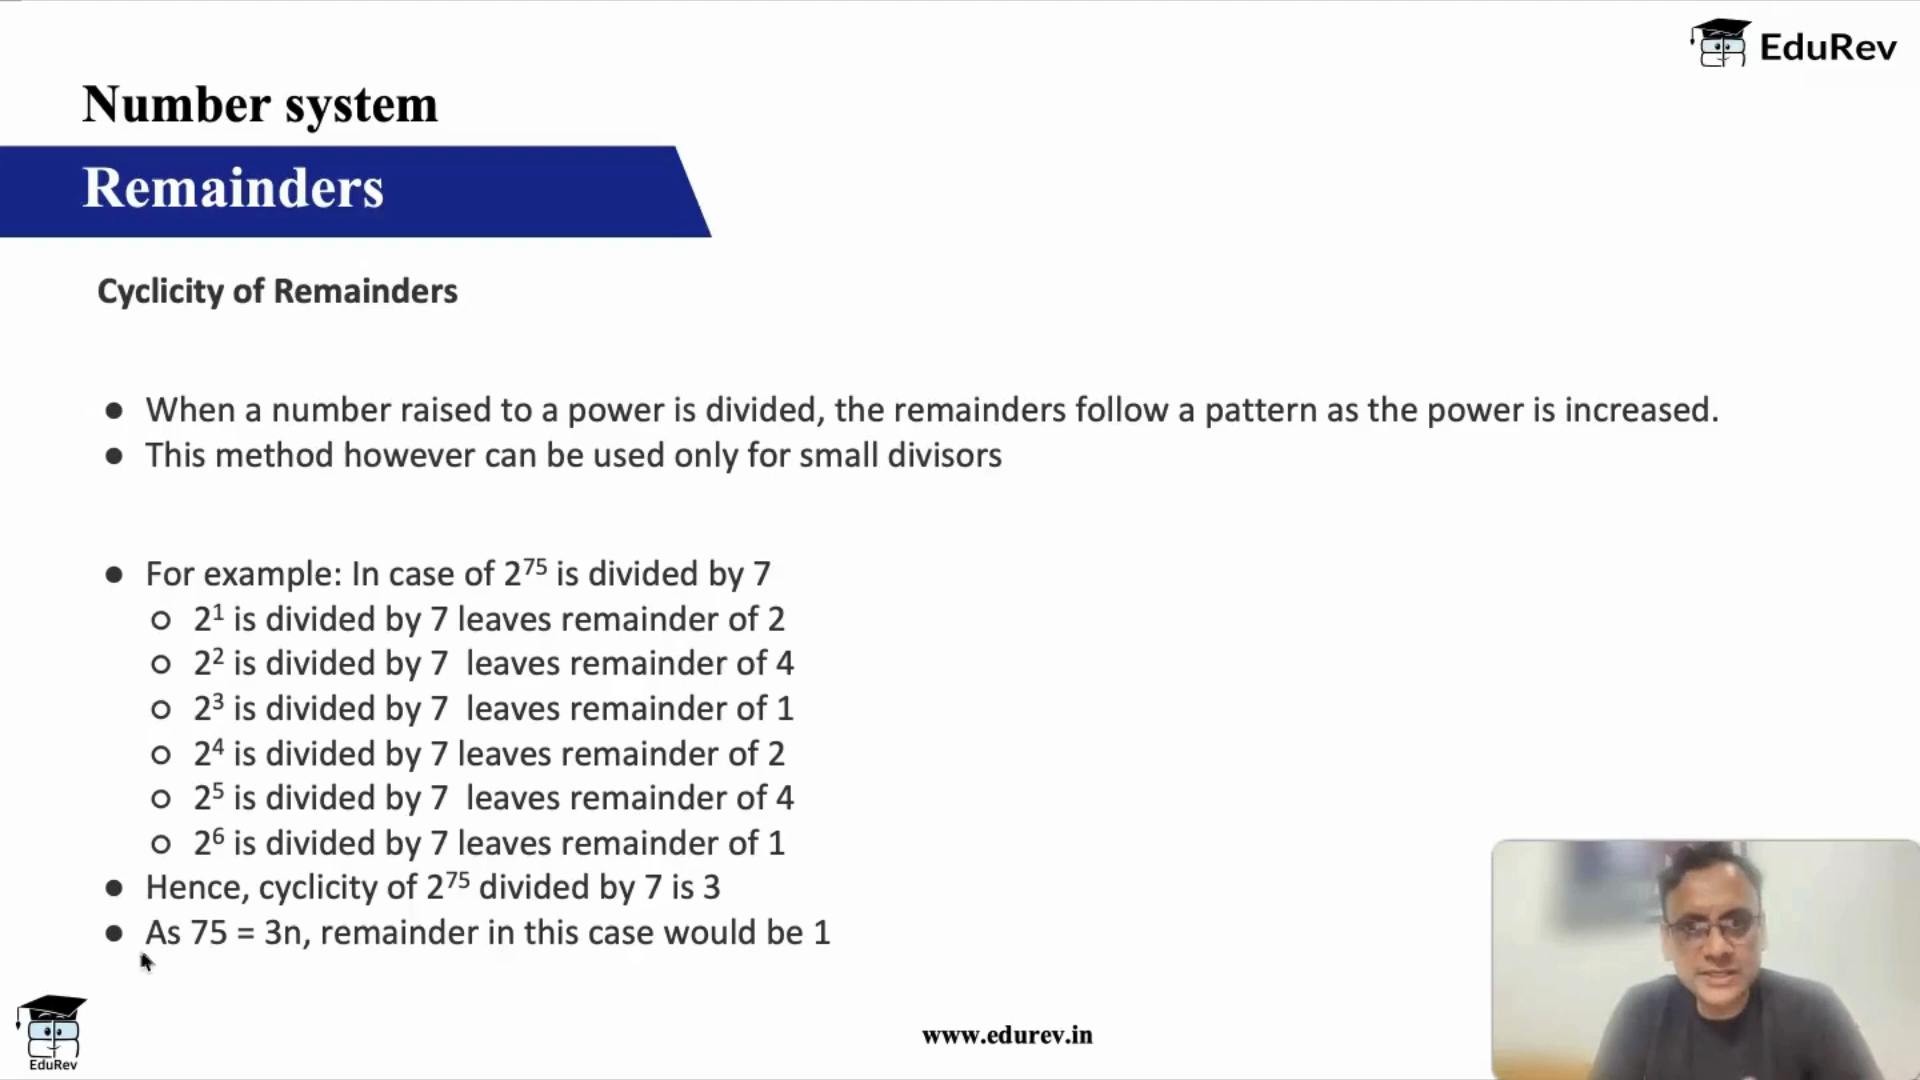 EduRev
Number system
Remainders
Cyclicity of Remainders
● When a number raised to a power is divided, the remainders follow a pattern as the power is increased.
● This method however can be used only for small divisors
● For example: In case of 2⁷⁵ is divided by 7
○ 2¹ is divided by 7 leaves remainder of 2
○ 2² is divided by 7 leaves remainder of 4
○ 2³ is divided by 7 leaves remainder of 1
○ 2⁴ is divided by 7 leaves remainder of 2
○ 2⁵ is divided by 7 leaves remainder of 4
○ 2⁶ is divided by 7 leaves remainder of 1
● Hence, cyclicity of 2⁷⁵ divided by 7 is 3
● As 75 = 3n, remainder in this case would be 1
EduRev
www.edurev.in